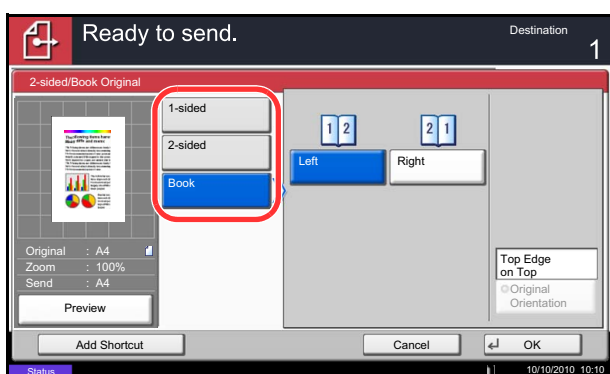 Ready to send.
Destination
1
2-sided/Book Original
1-sided
2-sided
Book
1 2
2 1
Left
Right
Original : A4
Zoom : 100%
Send : A4
Preview
Top Edge
on Top
Original
Orientation
Add Shortcut
Cancel
OK
Status
10/10/2010 10:10